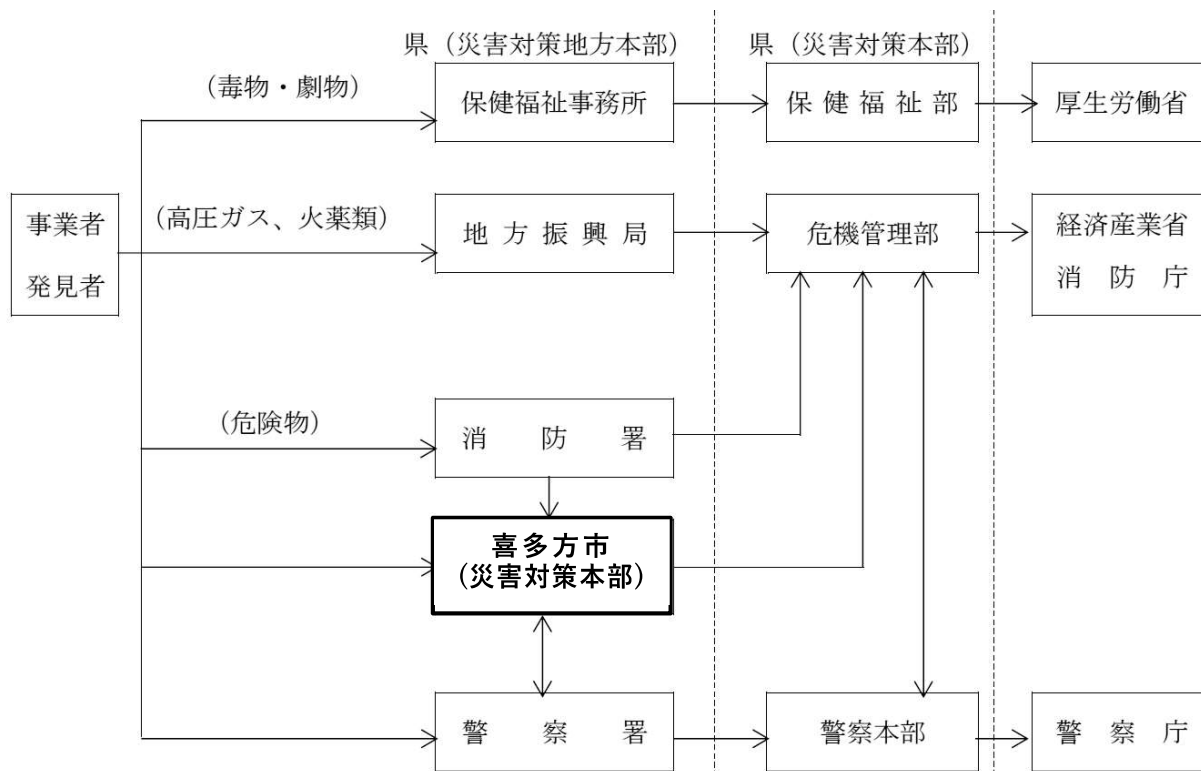 県（災害対策地方本部）
県（災害対策本部）
（毒物・劇物）
保健福祉事務所
保健福祉部
厚生労働省
事業者
発見者
（高圧ガス、火薬類）
地方振興局
危機管理部
経済産業省
消防庁
（危険物）
消防署
喜多方市
（災害対策本部）
警察署
警察本部
警察庁